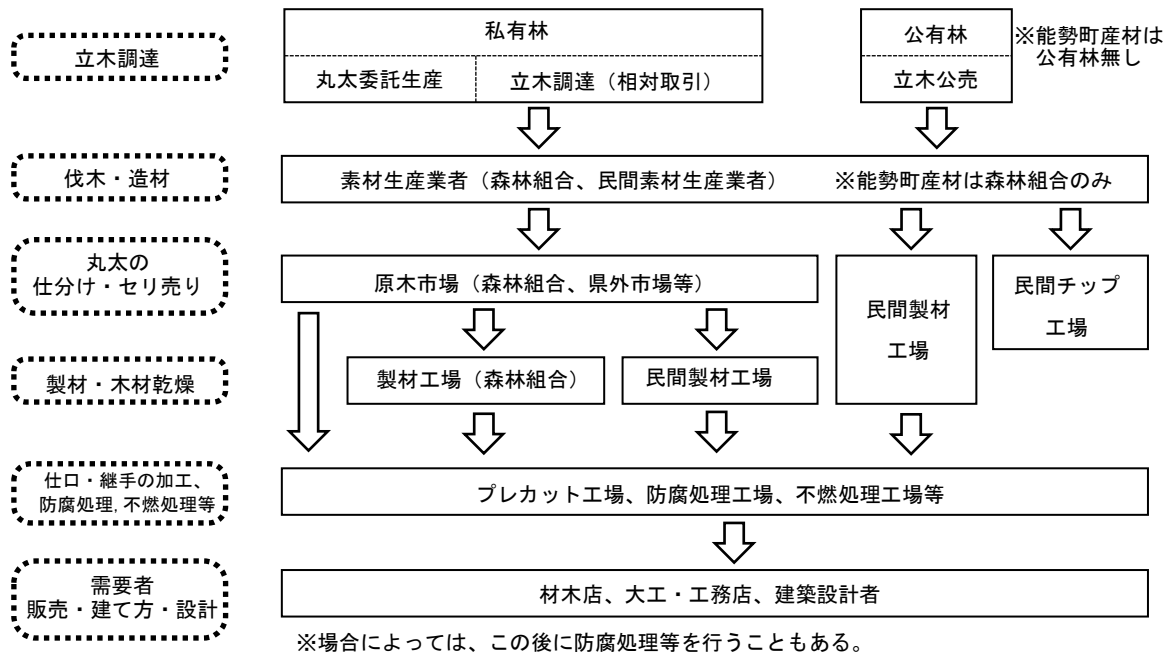 立木調達
私有林
丸太委託生産
立木調達（相対取引）
公有林
立木公売
※能勢町産材は
公有林無し
伐木・造材
素材生産業者（森林組合、民間素材生産業者）
※能勢町産材は森林組合のみ
丸太の
仕分け・セリ売り
原木市場（森林組合、県外市場等）
民間製材
工場
民間チップ
工場
製材・木材乾燥
製材工場（森林組合）
民間製材工場
仕口・継手の加工、
防腐処理,不燃処理等
プレカット工場、防腐処理工場、不燃処理工場等
需要者
販売・建て方・設計
材木店、大工・工務店、建築設計者
※場合によっては、この後に防腐処理等を行うこともある。